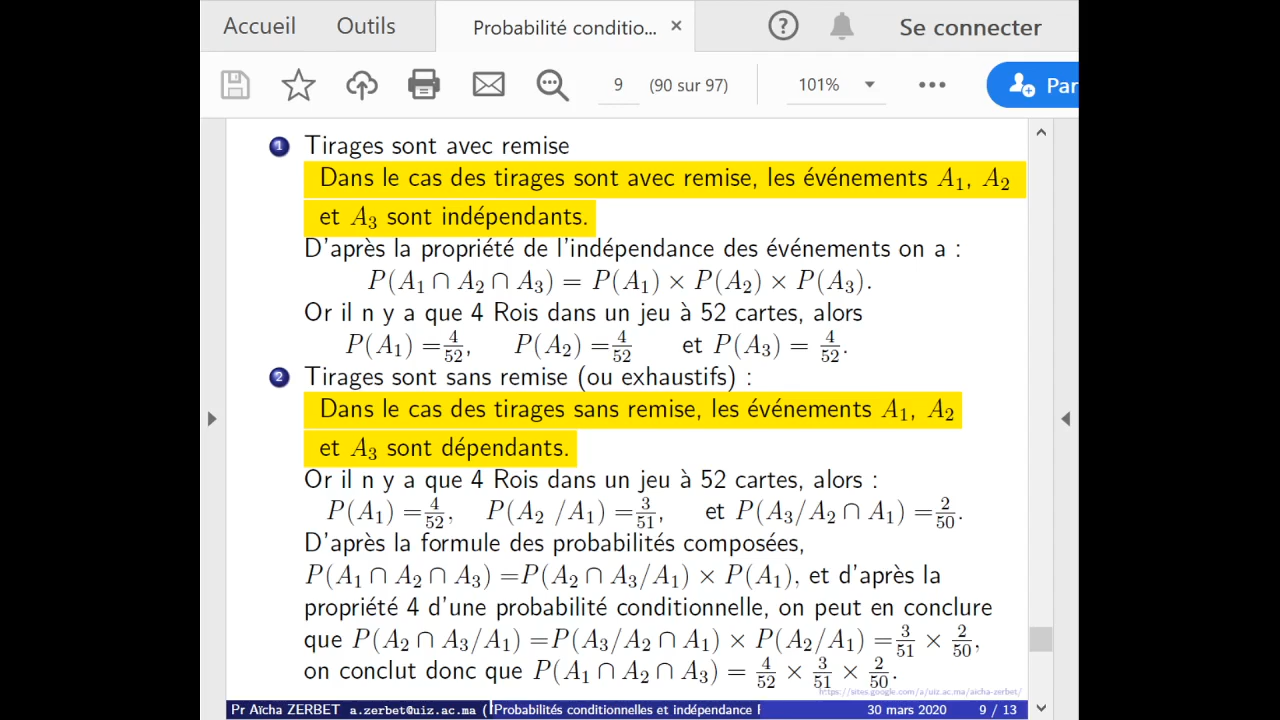 Accueil Outils Probabilité conditio... × ? Se connecter
9 (90 sur 97) 101% ••• Par
1 Tirages sont avec remise
Dans le cas des tirages sont avec remise, les événements A₁, A₂
et A₃ sont indépendants.
D'après la propriété de l'indépendance des événements on a :
P(A₁ ∩ A₂ ∩ A₃) = P(A₁) × P(A₂) × P(A₃).
Or il n y a que 4 Rois dans un jeu à 52 cartes, alors
P(A₁) =4/52, P(A₂) =4/52 et P(A₃) = 4/52.
2 Tirages sont sans remise (ou exhaustifs) :
Dans le cas des tirages sans remise, les événements A₁, A₂
et A₃ sont dépendants.
Or il n y a que 4 Rois dans un jeu à 52 cartes, alors :
P(A₁) =4/52, P(A₂ /A₁) =3/51, et P(A₃/A₂ ∩ A₁) =2/50.
D'après la formule des probabilités composées,
P(A₁ ∩ A₂ ∩ A₃) =P(A₂ ∩ A₃/A₁) × P(A₁), et d'après la
propriété 4 d'une probabilité conditionnelle, on peut en conclure
que P(A₂ ∩ A₃/A₁) =P(A₃/A₂ ∩ A₁) × P(A₂/A₁) =3/51 × 2/50,
on conclut donc que P(A₁ ∩ A₂ ∩ A₃) = 4/52 × 3/51 × 2/50.
https://sites.google.com/a/uiz.ac.ma/aicha-zerbet/
Pr Aïcha ZERBET a.zerbet@uiz.ac.ma ( Probabilités conditionnelles et indépendance 30 mars 2020 9 / 13